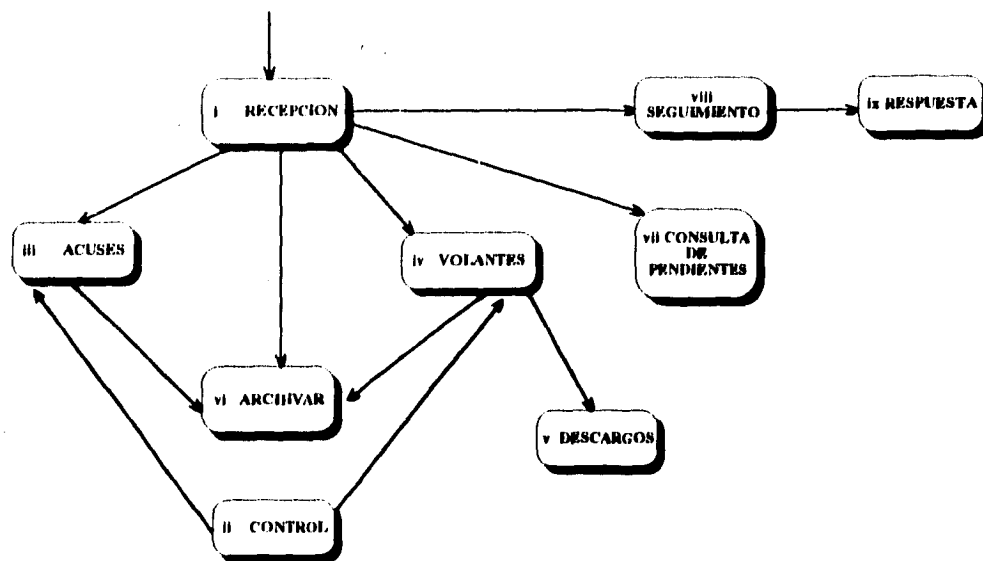 i RECEPCION
viii
SEGUIMIENTO
ix RESPUESTA
iii ACUSES
iv VOLANTES
vii CONSULTA
DE
PENDIENTES
vi ARCHIVAR
v DESCARGOS
ii CONTROL